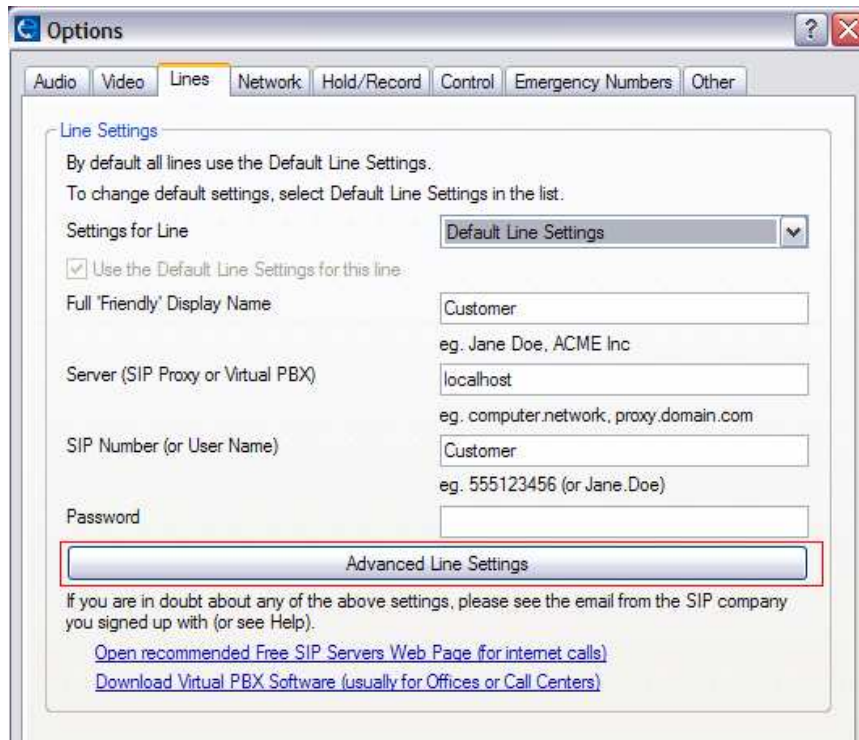 Options
Audio Video Lines Network Hold/Record Control Emergency Numbers Other
Line Settings
By default all lines use the Default Line Settings.
To change default settings, select Default Line Settings in the list.
Settings for Line Default Line Settings
Use the Default Line Settings for this line
Full 'Friendly' Display Name Customer
eg. Jane Doe, ACME Inc
Server (SIP Proxy or Virtual PBX) localhost
eg. computer.network, proxy.domain.com
SIP Number (or User Name) Customer
eg. 555123456 (or Jane.Doe)
Password
Advanced Line Settings
If you are in doubt about any of the above settings, please see the email from the SIP company
you signed up with (or see Help).
Open recommended Free SIP Servers Web Page (for internet calls)
Download Virtual PBX Software (usually for Offices or Call Centers)